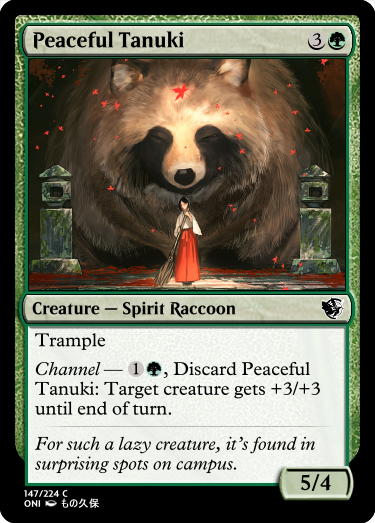 Peaceful Tanuki 3
Creature — Spirit Raccoon
Trample
Channel — 1, Discard Peaceful
Tanuki: Target creature gets +3/+3
until end of turn.
For such a lazy creature, it's found in
surprising spots on campus.
5/4
147/224 C
ONI もの久保